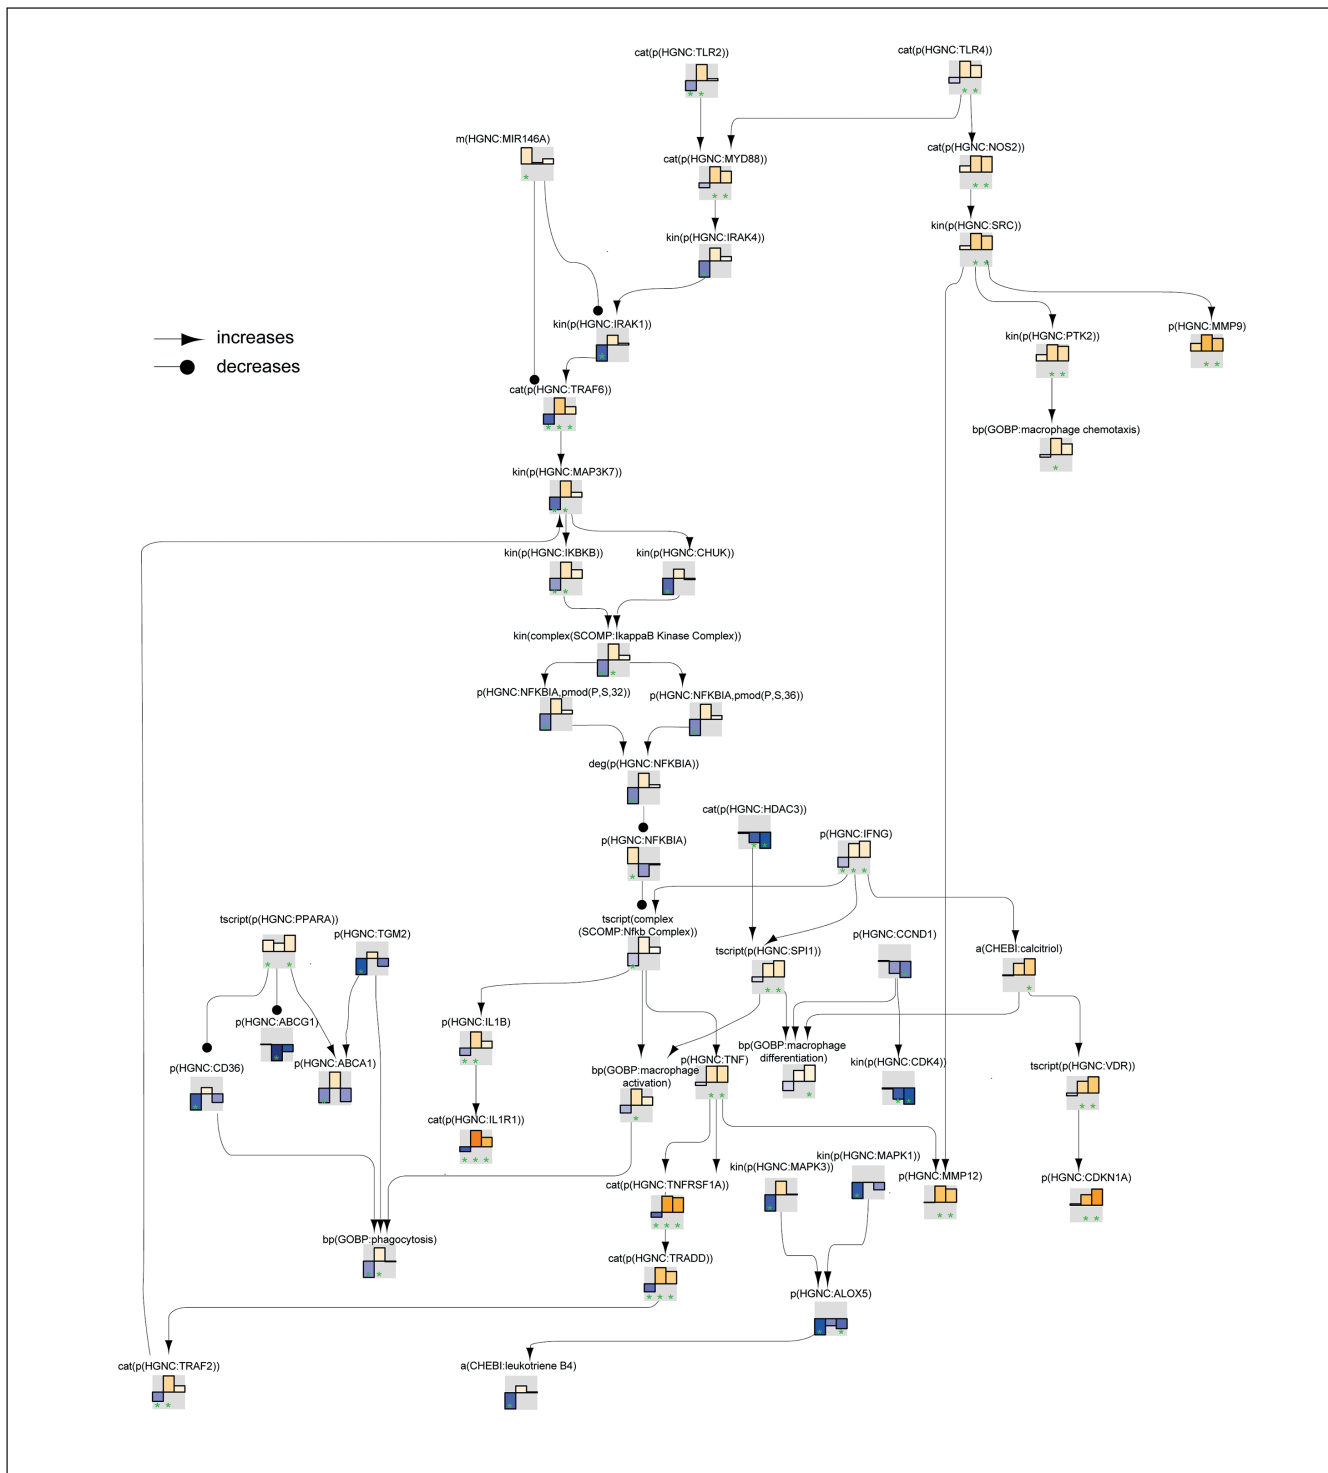 cat(p(HGNC:TLR2))
cat(p(HGNC:TLR4))
m(HGNC:MIR146A)
cat(p(HGNC:MYD88))
cat(p(HGNC:NOS2))
kin(p(HGNC:IRAK4))
kin(p(HGNC:SRC))
kin(p(HGNC:IRAK1))
kin(p(HGNC:PTK2))
p(HGNC:MMP9)
increases
decreases
cat(p(HGNC:TRAF6))
bp(GOBP:macrophage chemotaxis)
kin(p(HGNC:MAP3K7))
kin(p(HGNC:IKBKB))
kin(p(HGNC:CHUK))
kin(complex(SCOMP:IkappaB Kinase Complex))
p(HGNC:NFKBIA,pmod(P,S,32))
p(HGNC:NFKBIA,pmod(P,S,36))
deg(p(HGNC:NFKBIA))
cat(p(HGNC:HDAC3))
p(HGNC:NFKBIA)
p(HGNC:IFNG)
tscript(p(HGNC:PPARA))
p(HGNC:TGM2)
tscript(complex
(SCOMP:Nfkb Complex))
tscript(p(HGNC:SPI1))
p(HGNC:CCND1)
a(CHEBI:calcitriol)
p(HGNC:ABCG1)
p(HGNC:CD36)
p(HGNC:ABCA1)
p(HGNC:IL1B)
bp(GOBP:macrophage
activation)
p(HGNC:TNF)
bp(GOBP:macrophage
differentiation)
kin(p(HGNC:CDK4))
tscript(p(HGNC:VDR))
cat(p(HGNC:IL1R1))
cat(p(HGNC:TNFRSF1A))
kin(p(HGNC:MAPK3))
kin(p(HGNC:MAPK1))
p(HGNC:MMP12)
p(HGNC:CDKN1A)
bp(GOBP:phagocytosis)
cat(p(HGNC:TRADD))
p(HGNC:ALOX5)
cat(p(HGNC:TRAF2))
a(CHEBI:leukotriene B4)